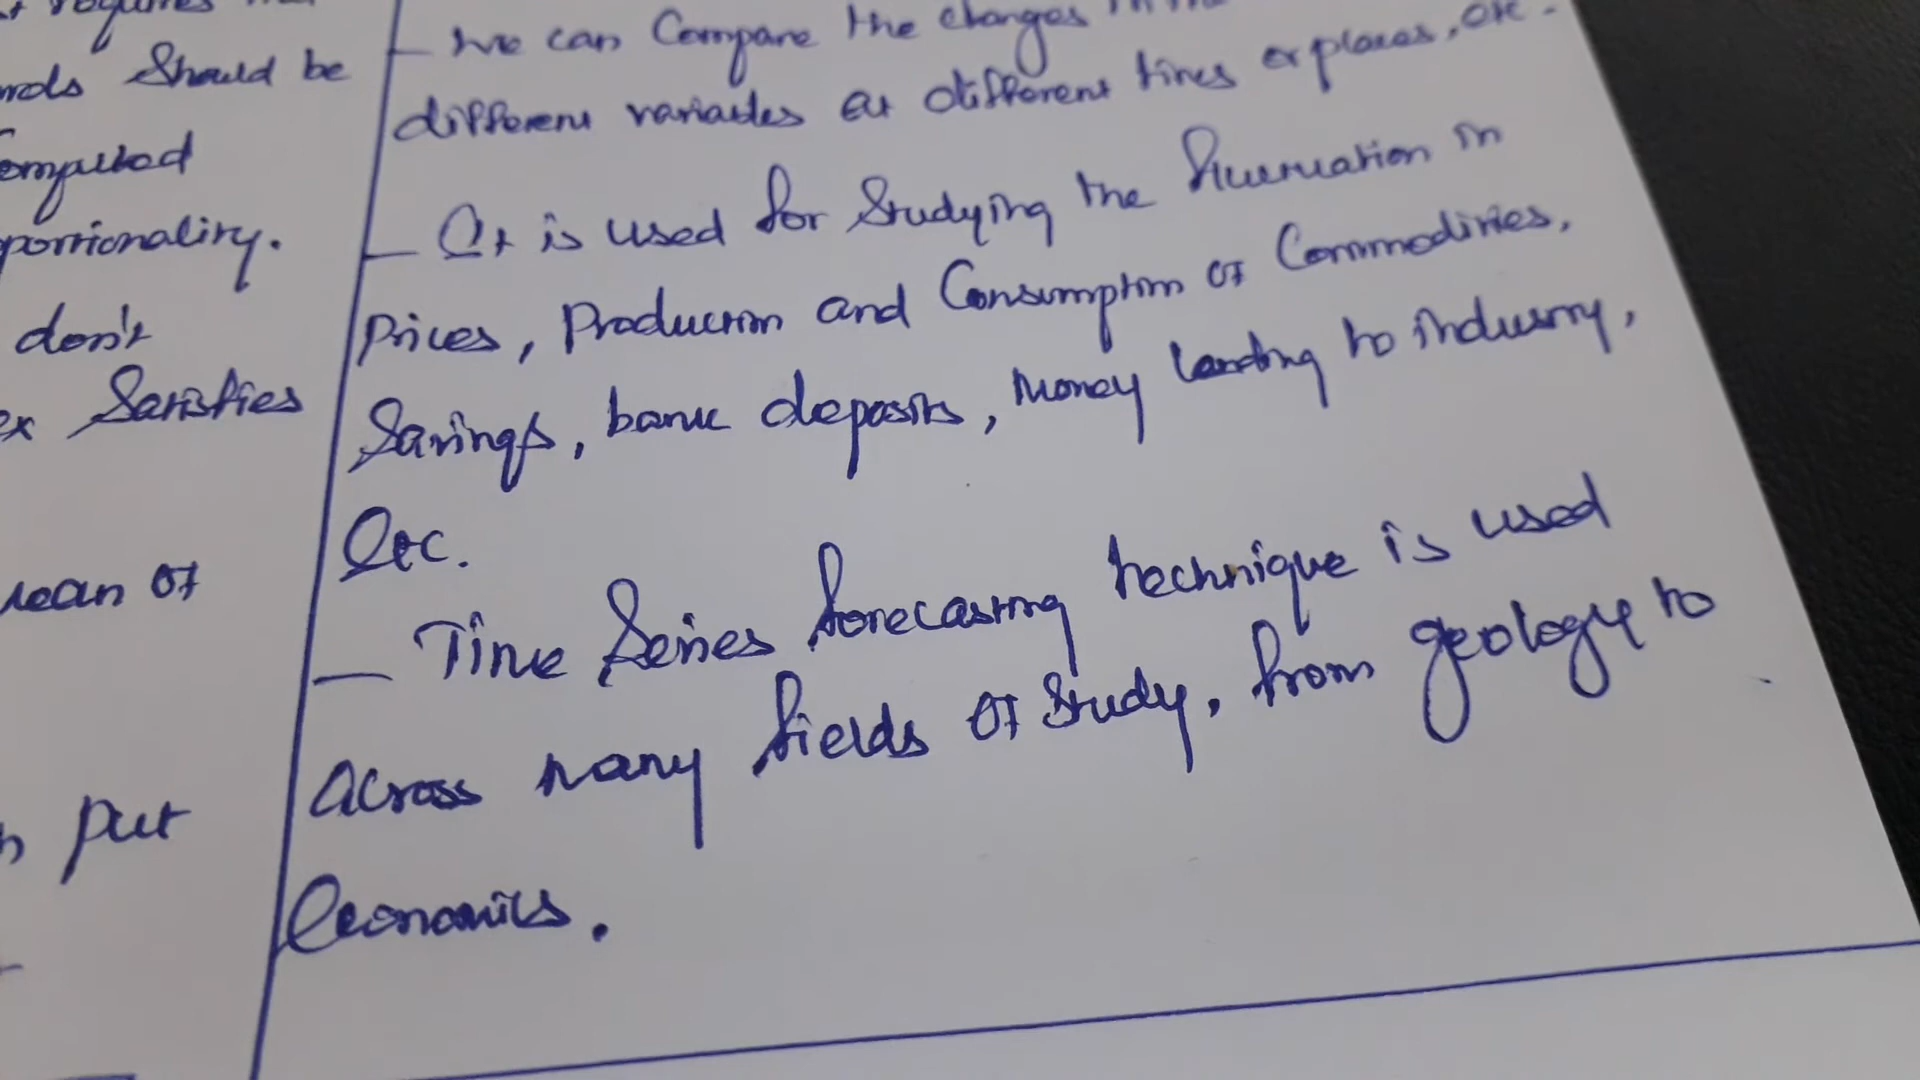 requires
should be
Computed
portionality.
don't
Satisfies
mean of
put
- We can Compare the changes in the
different variables at different times or places, etc.
- It is used for Studying the fluctuation in
prices, production and Consumption of Commodities,
Savings, bank deposits, money lending to industry,
Etc.
- Time Series forecasting technique is used
across many fields of study, from geology to
Economics.